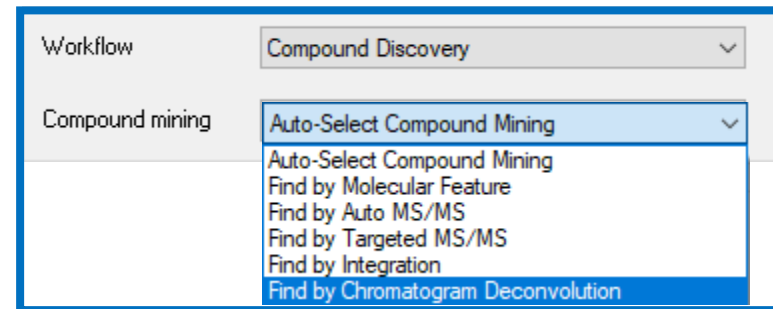 Workflow Compound Discovery
Compound mining Auto-Select Compound Mining
Auto-Select Compound Mining
Find by Molecular Feature
Find by Auto MS/MS
Find by Targeted MS/MS
Find by Integration
Find by Chromatogram Deconvolution